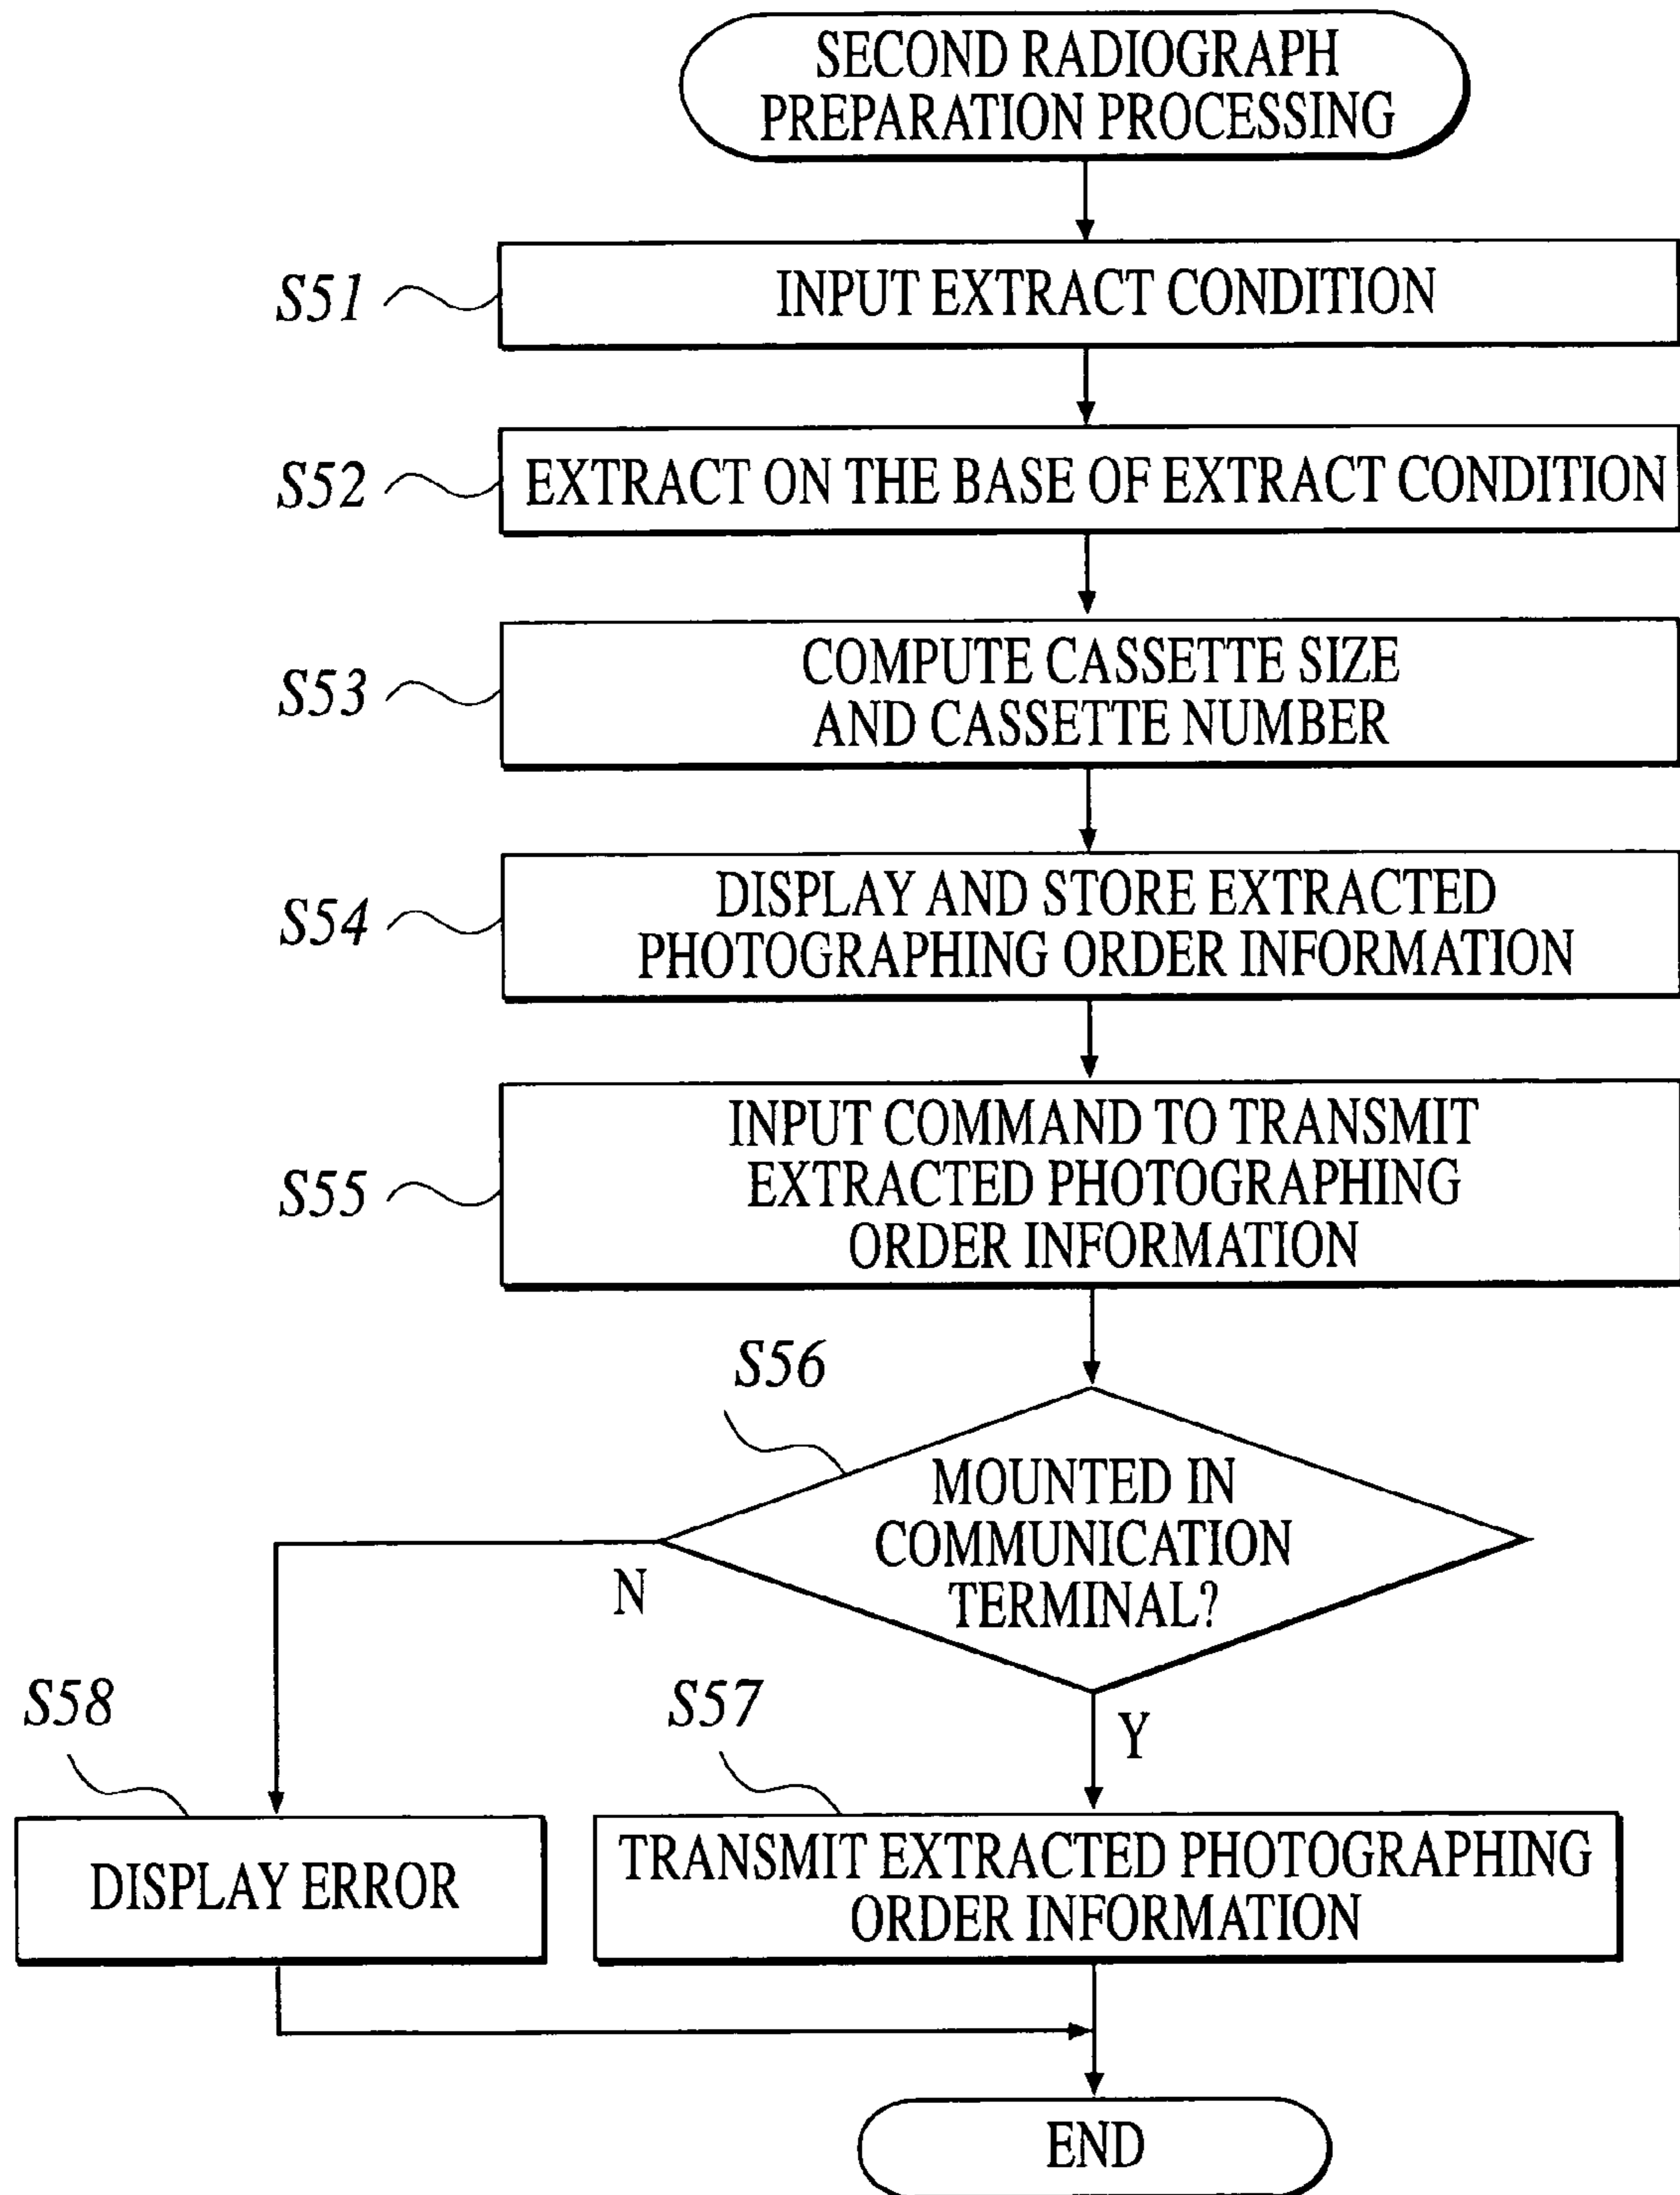 SECOND RADIOGRAPH
PREPARATION PROCESSING
S51
INPUT EXTRACT CONDITION
S52
EXTRACT ON THE BASE OF EXTRACT CONDITION
S53
COMPUTE CASSETTE SIZE
AND CASSETTE NUMBER
S54
DISPLAY AND STORE EXTRACTED
PHOTOGRAPHING ORDER INFORMATION
S55
INPUT COMMAND TO TRANSMIT
EXTRACTED PHOTOGRAPHING
ORDER INFORMATION
S56
MOUNTED IN
COMMUNICATION
TERMINAL?
N
Y
S58
DISPLAY ERROR
S57
TRANSMIT EXTRACTED PHOTOGRAPHING
ORDER INFORMATION
END